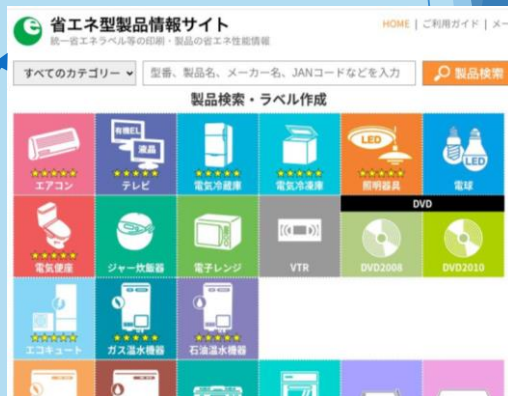 省エネ型製品情報サイト
HOME | ご利用ガイド | メー
統一省エネラベル等の印刷・製品の省エネ性能情報
すべてのカテゴリー
型番、製品名、メーカー名、JANコードなどを入力
製品検索
製品検索・ラベル作成
有機EL
液晶
LED
LED
エアコン
テレビ
電気冷蔵庫
電気冷凍庫
照明器具
電球
DVD
電気便座
ジャー炊飯器
電子レンジ
VTR
DVD2008
DVD2010
エコキュート
ガス温水機器
石油温水機器